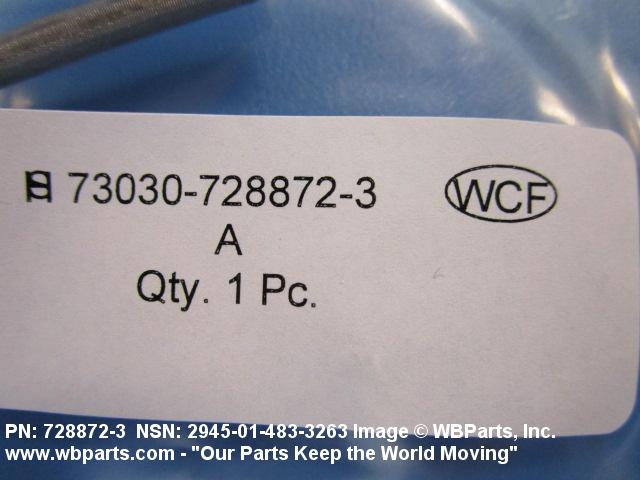 73030-728872-3 WCF
A
Qty. 1 Pc.
PN: 728872-3 NSN: 2945-01-483-3263 Image © WBParts, Inc.
www.wbparts.com - "Our Parts Keep the World Moving"